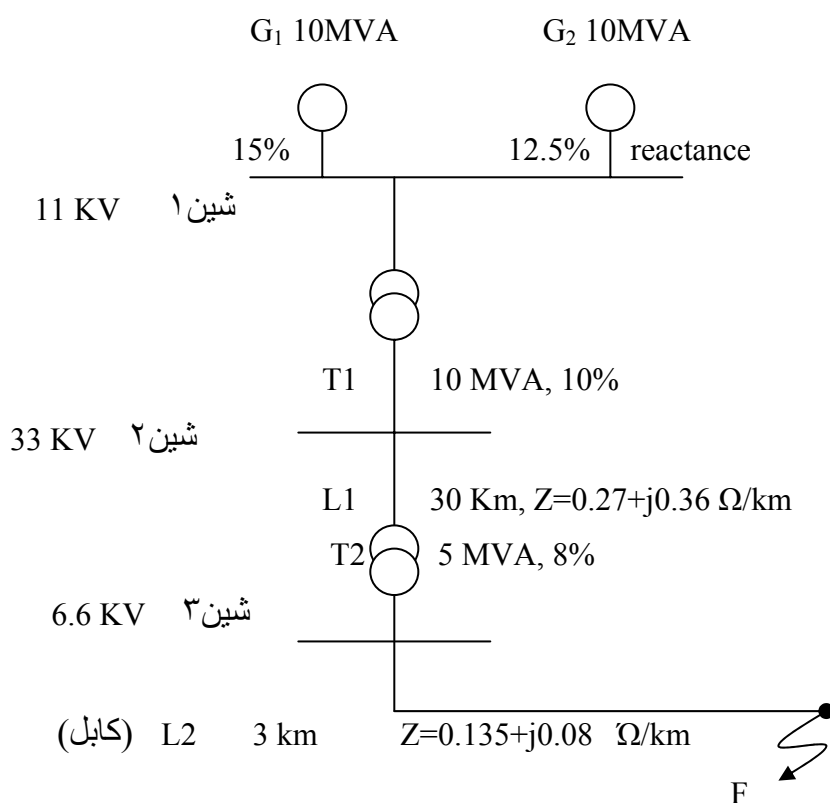 G₁ 10MVA G₂ 10MVA
15% 12.5% reactance
11 KV شین۱
T1 10 MVA, 10%
33 KV شین۲
L1 30 Km, Z=0.27+j0.36 Ω/km
T2 5 MVA, 8%
6.6 KV شین۳
(کابل) L2 3 km Z=0.135+j0.08 Ώ/km
F